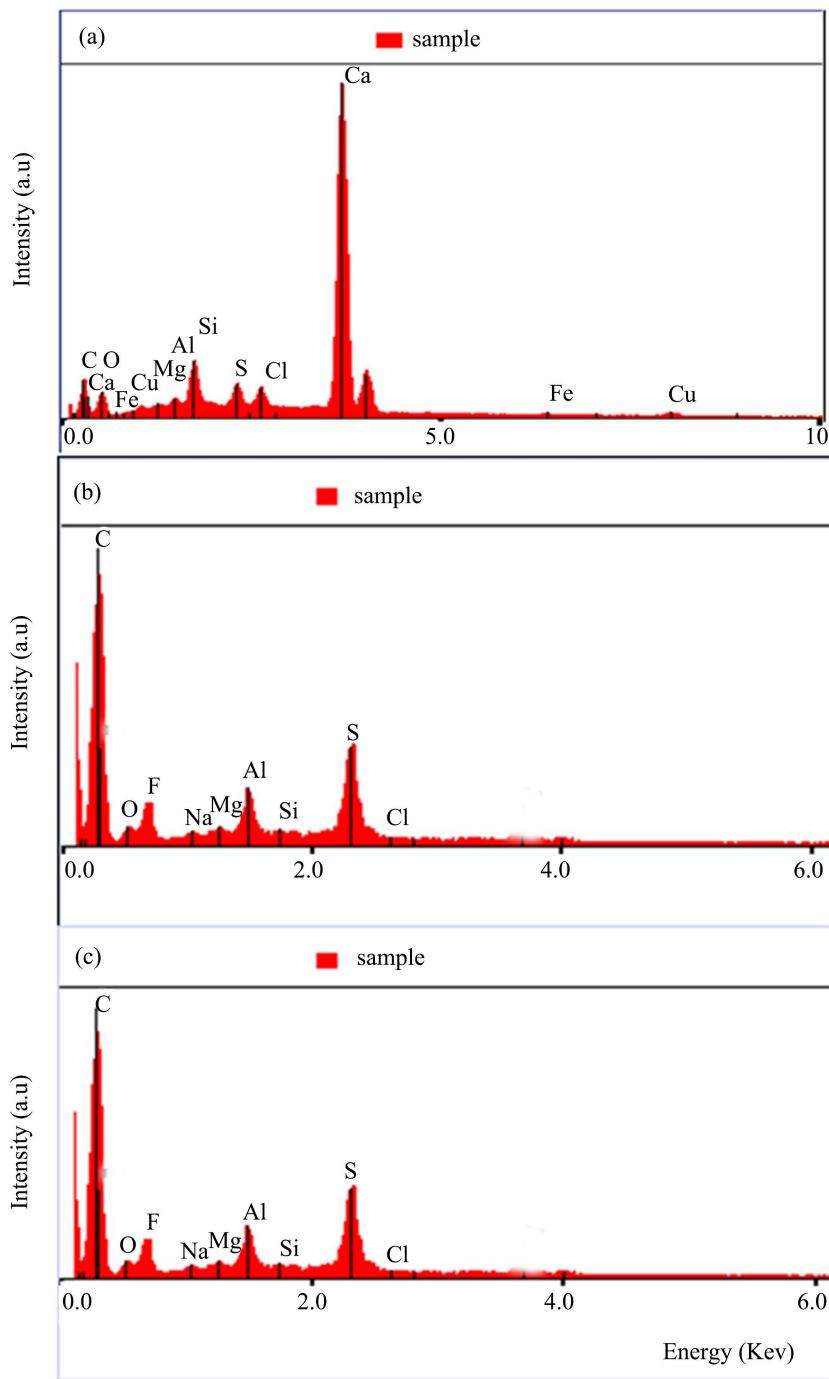 (a) sample
Intensity (a.u)
Ca
Si
Al
C O
S
Cl
Mg
Cu
Ca
Fe
Fe
Cu
0.0 5.0 10
(b) sample
Intensity (a.u)
C
S
Al
F
O
Na
Mg
Si
Cl
0.0 2.0 4.0 6.0
(c) sample
Intensity (a.u)
C
S
F
Al
O
Na
Mg
Si
Cl
0.0 2.0 4.0 6.0
Energy (Kev)